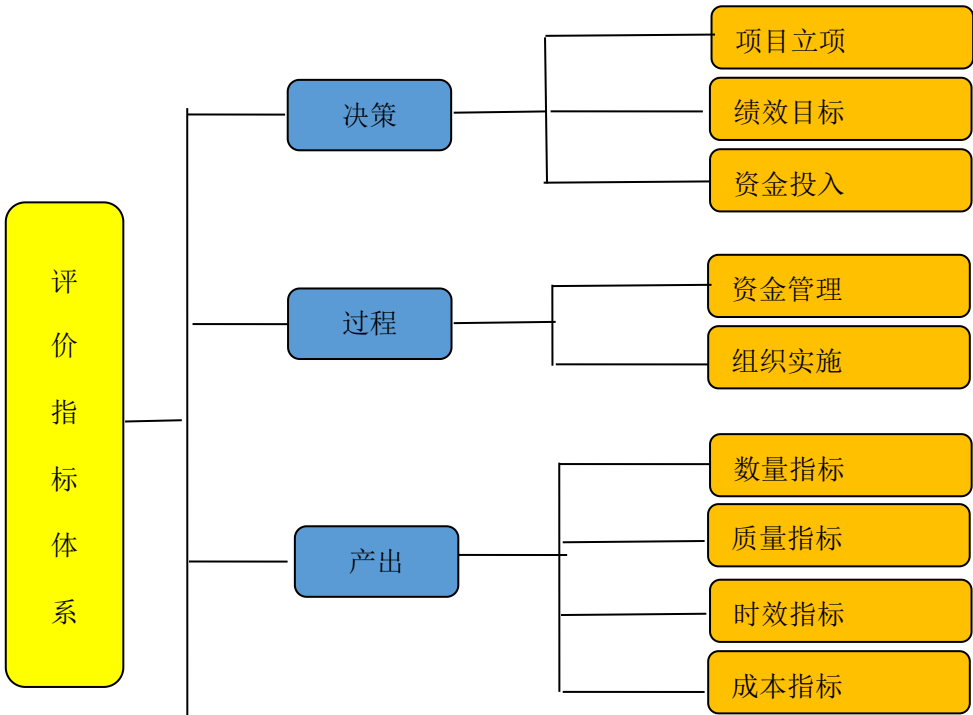 评价指标体系
决策
项目立项
绩效目标
资金投入
过程
资金管理
组织实施
产出
数量指标
质量指标
时效指标
成本指标